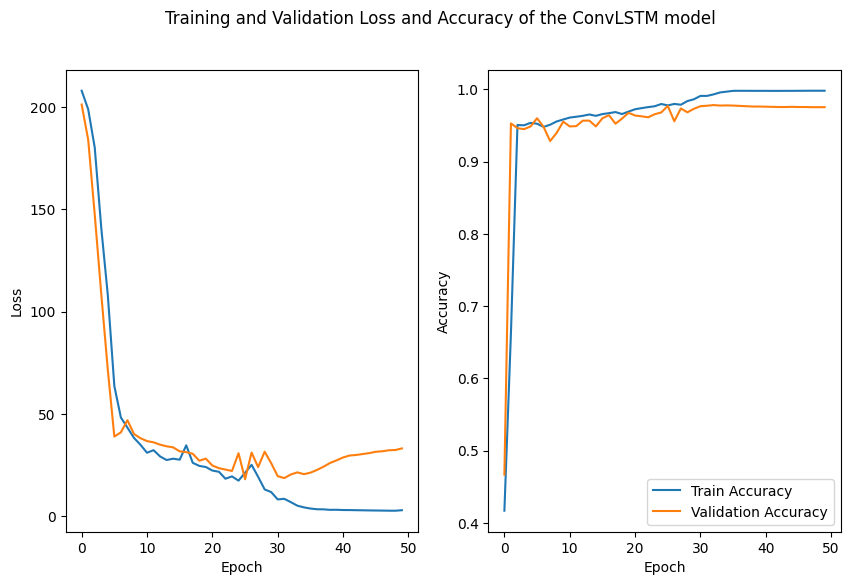 Training and Validation Loss and Accuracy of the ConvLSTM model
Loss
200
150
100
50
0
0 10 20 30 40 50
Epoch
Accuracy
1.0
0.9
0.8
0.7
0.6
0.5
0.4
Train Accuracy
Validation Accuracy
0 10 20 30 40 50
Epoch